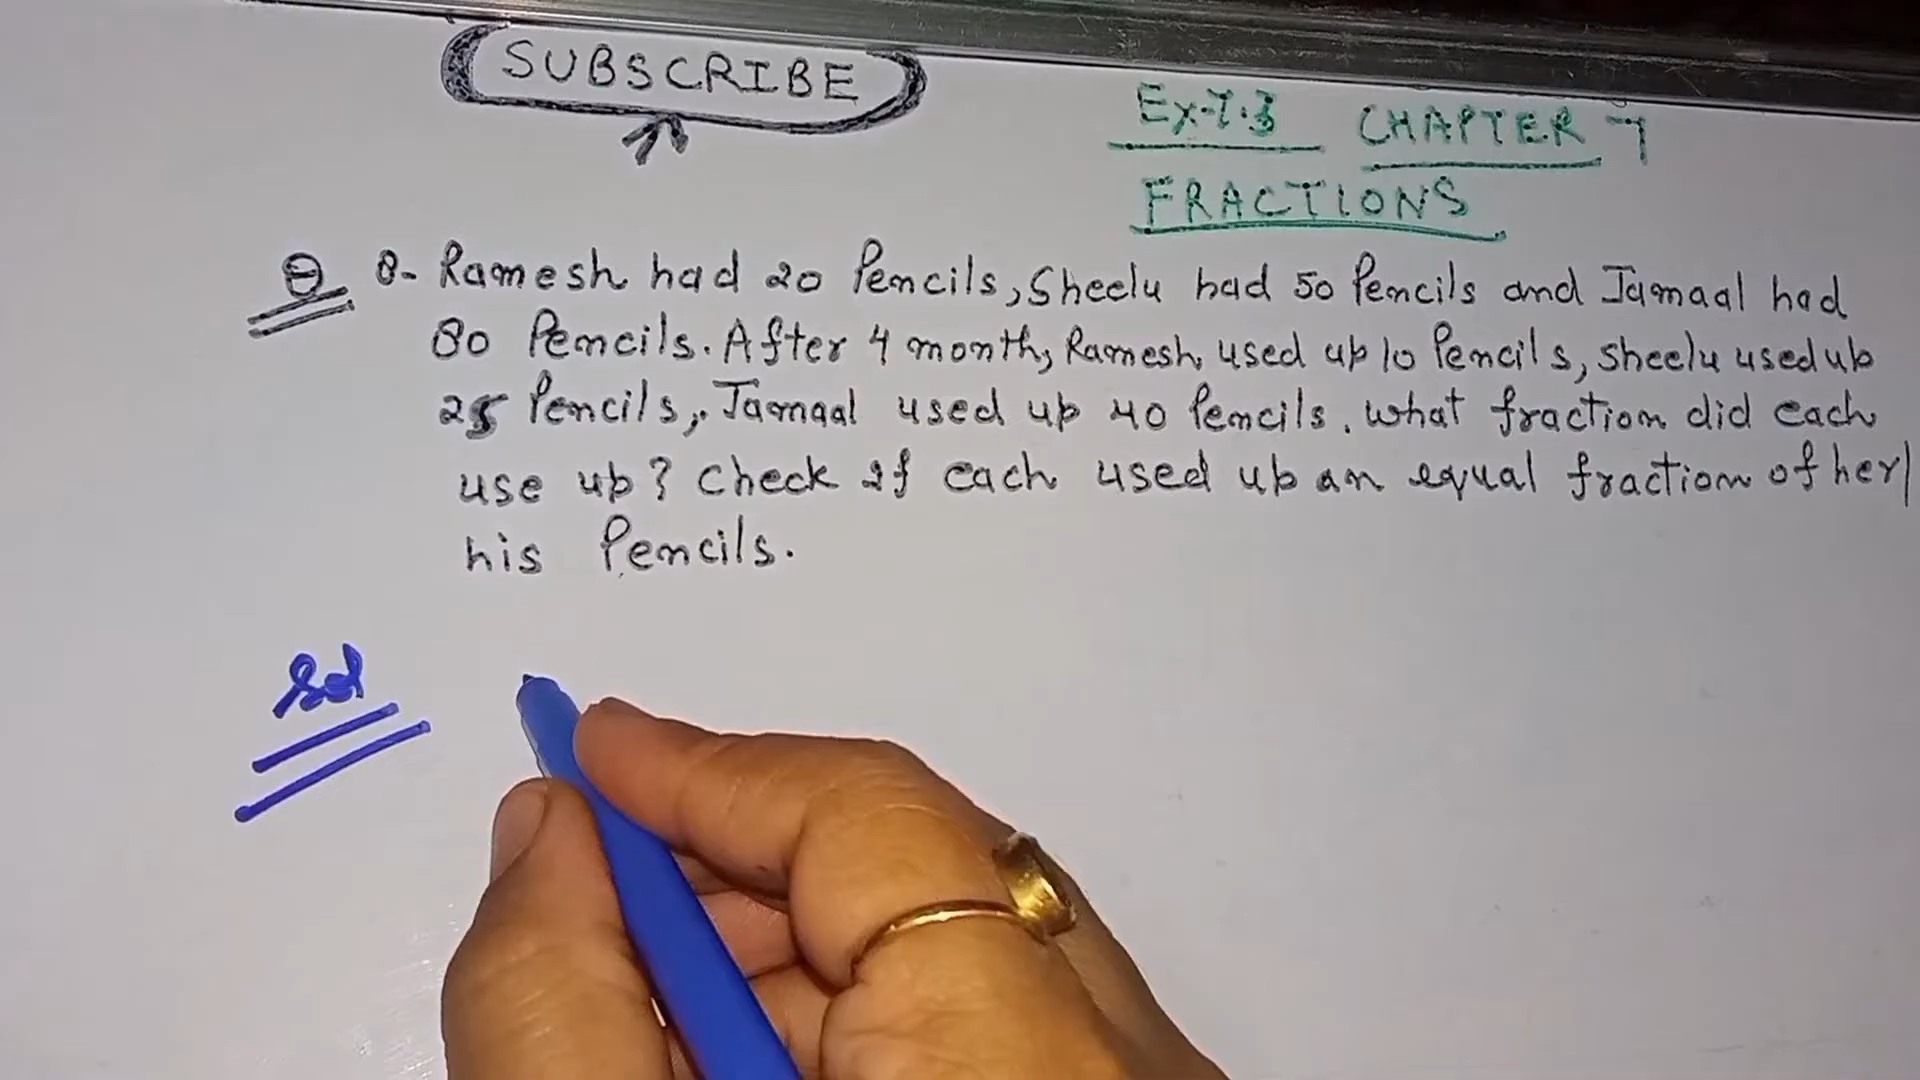 SUBSCRIBE
Ex-7.3 CHAPTER 7
FRACTIONS
Q 8- Ramesh had 20 Pencils, Sheelu had 50 Pencils and Jamaal had
80 Pencils. After 4 month, Ramesh used up 10 Pencils, Sheelu used up
25 Pencils, Jamaal used up 40 Pencils. What fraction did each
use up? Check If each used up an equal fraction of her/
his Pencils.
Sol